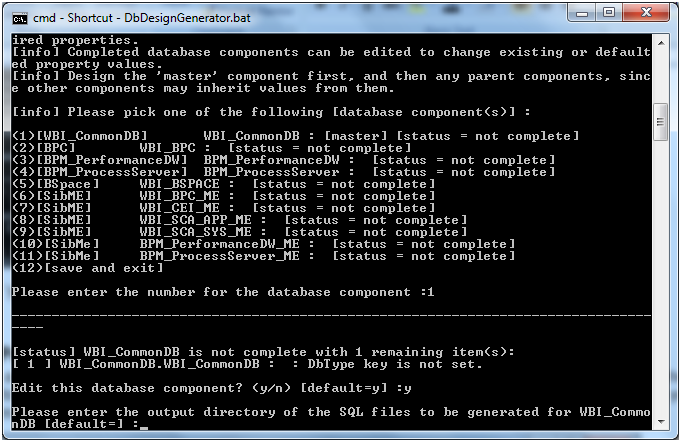 cmd - Shortcut - DbDesignGenerator.bat
ired properties.
[info] Completed database components can be edited to change existing or default
ed property values.
[info] Design the 'master' component first, and then any parent components, sinc
e other components may inherit values from them.
[info] Please pick one of the following [database component(s)] :
(1)[WBI_CommonDB] WBI_CommonDB : [master] [status = not complete]
(2)[BPC] WBI_BPC : [status = not complete]
(3)[BPM_PerformanceDW] BPM_PerformanceDW : [status = not complete]
(4)[BPM_ProcessServer] BPM_ProcessServer : [status = not complete]
(5)[BSpace] WBI_BSPACE : [status = not complete]
(6)[SibME] WBI_BPC_ME : [status = not complete]
(7)[SibME] WBI_CEI_ME : [status = not complete]
(8)[SibME] WBI_SCA_APP_ME : [status = not complete]
(9)[SibME] WBI_SCA_SYS_ME : [status = not complete]
(10)[SibMe] BPM_PerformanceDW_ME : [status = not complete]
(11)[SibMe] BPM_ProcessServer_ME : [status = not complete]
(12)[save and exit]
Please enter the number for the database component :1
--------------------------------------------------------------------------------
----
[status] WBI_CommonDB is not complete with 1 remaining item(s):
[ 1 ] WBI_CommonDB.WBI_CommonDB : : DbType key is not set.
Edit this database component? (y/n) [default=y] :y
Please enter the output directory of the SQL files to be generated for WBI_Commo
nDB [default=] :_